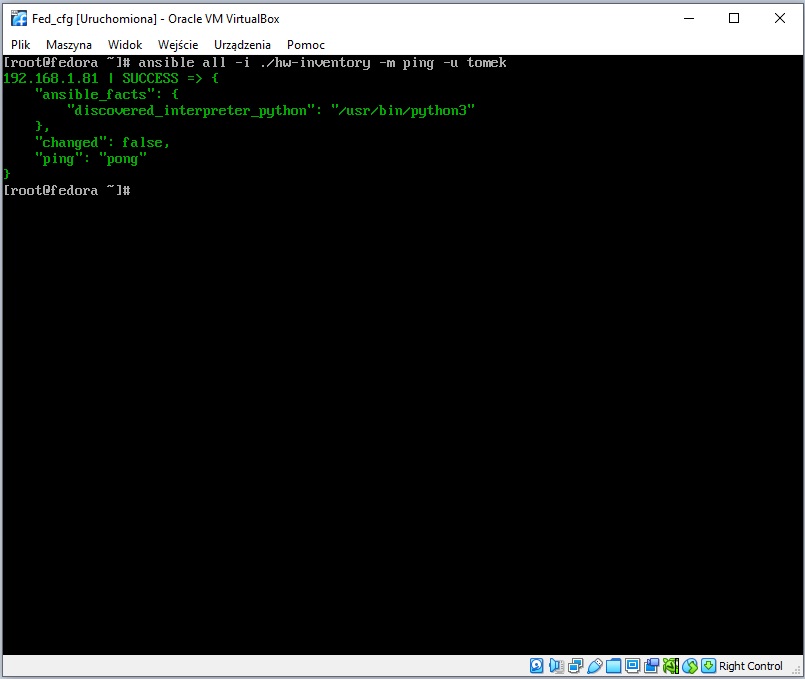 Fed_cfg [Uruchomiona] - Oracle VM VirtualBox
Plik Maszyna Widok Wejście Urządzenia Pomoc
[root@fedora ~]# ansible all -i ./hw-inventory -m ping -u tomek
192.168.1.81 | SUCCESS => {
    "ansible_facts": {
        "discovered_interpreter_python": "/usr/bin/python3"
    },
    "changed": false,
    "ping": "pong"
}
[root@fedora ~]#
Right Control